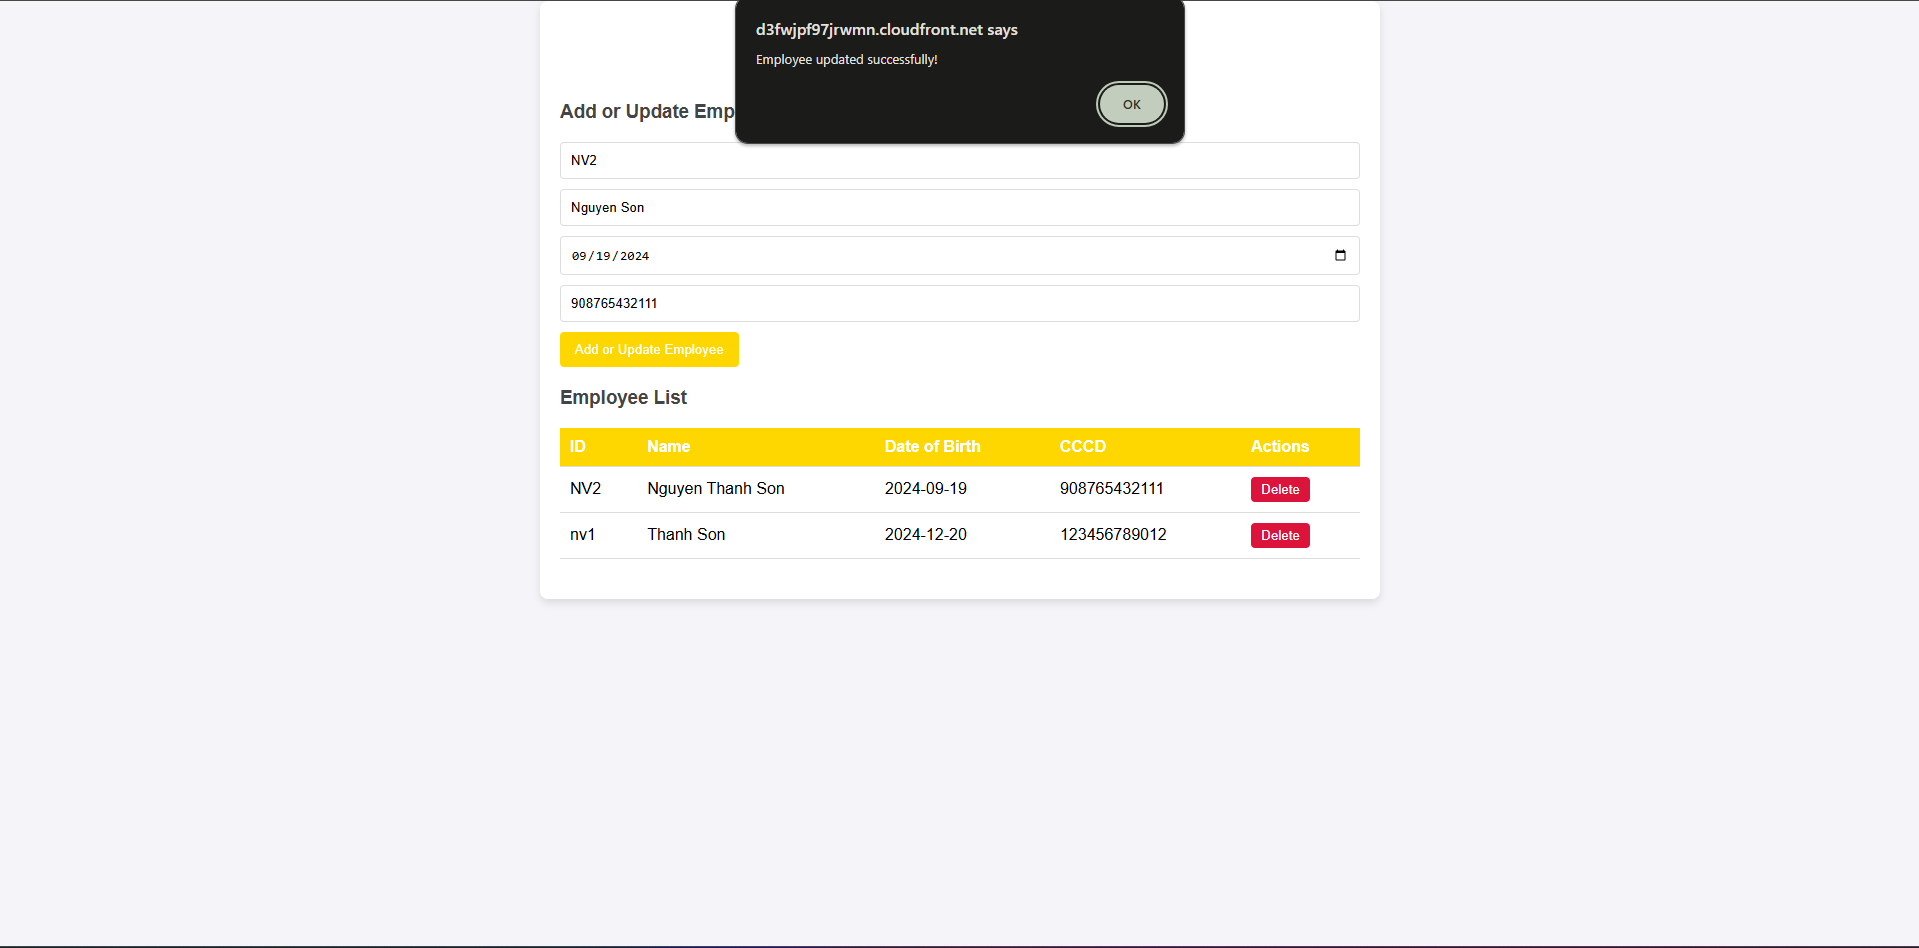 d3fwjpf97jrwmn.cloudfront.net says
Employee updated successfully!
OK
Add or Update Emp
NV2
Nguyen Son
09/19/2024
908765432111
Add or Update Employee
Employee List
ID Name Date of Birth CCCD Actions
NV2 Nguyen Thanh Son 2024-09-19 908765432111 Delete
nv1 Thanh Son 2024-12-20 123456789012 Delete